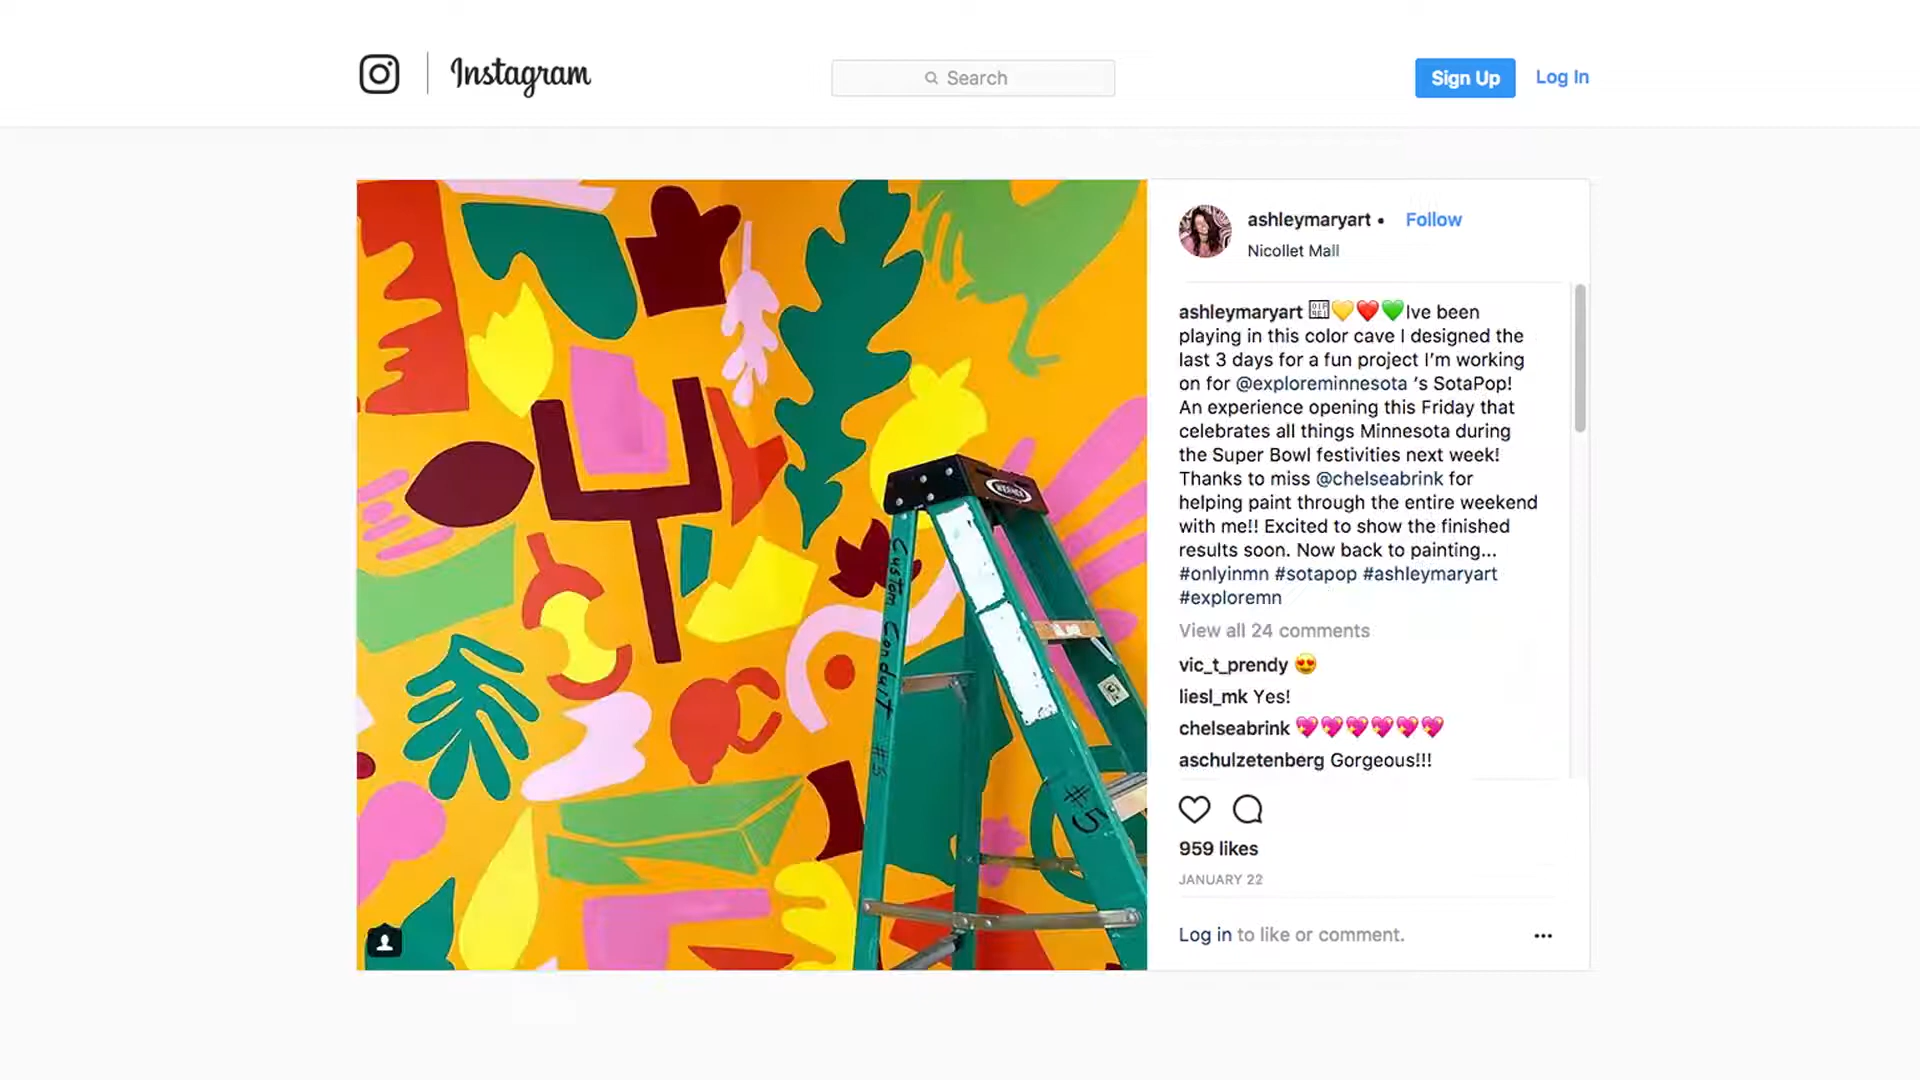 Instagram
Search
Sign Up
Log In
ashleymaryart • Follow
Nicollet Mall
ashleymaryart 💛❤️💚Ive been
playing in this color cave I designed the
last 3 days for a fun project I'm working
on for @exploreminnesota 's SotaPop!
An experience opening this Friday that
celebrates all things Minnesota during
the Super Bowl festivities next week!
Thanks to miss @chelseabrink for
helping paint through the entire weekend
with me!! Excited to show the finished
results soon. Now back to painting...
#onlyinmn #sotapop #ashleymaryart
#exploremn
View all 24 comments
vic_t_prendy 😍
liesl_mk Yes!
chelseabrink 💖💖💖💖💖💖
aschulzetenberg Gorgeous!!!
959 likes
JANUARY 22
Log in to like or comment.
WERNER
Custom Conduit #5
#5